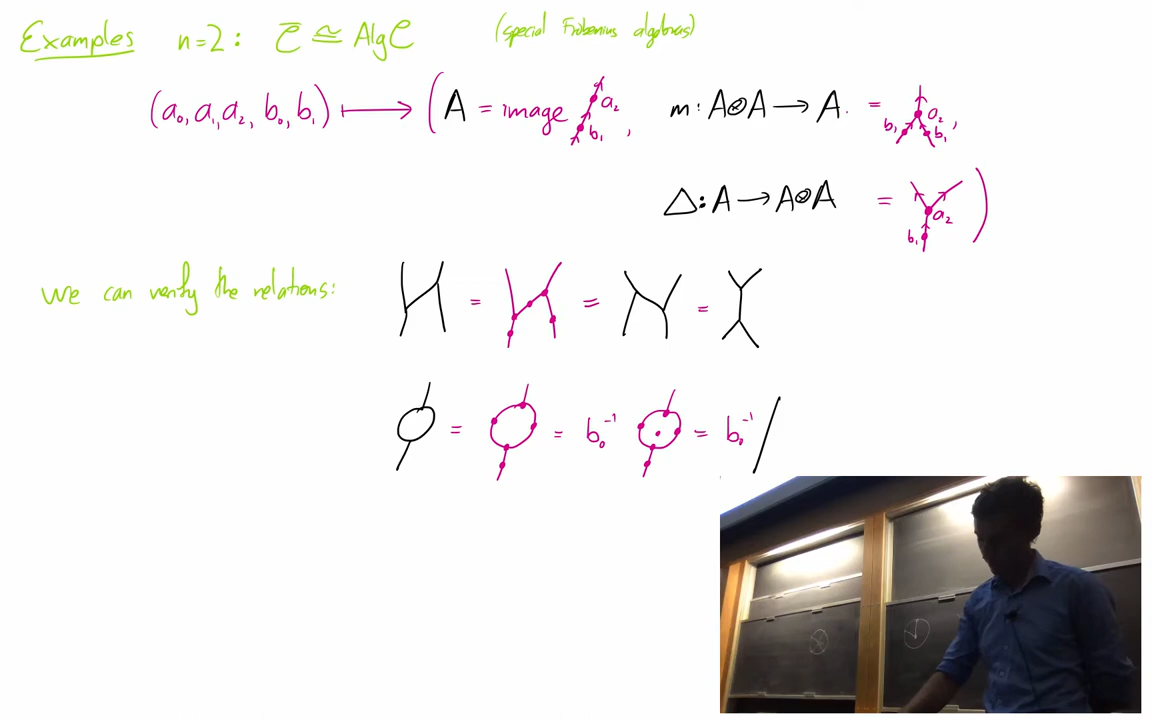 Examples n=2: C̄ ≅ Alg C (special Frobenius algebras)
(a₀, a₁, a₂, b₀, b₁) ⟼ ( A = image a₂ b₁ , m: A⊗A → A. = b₁ a₂ b₁ ,
Δ: A → A⊗A = b₁ a₂ )
We can verify the relations: = = =
= = b₀⁻¹ = b₀⁻¹